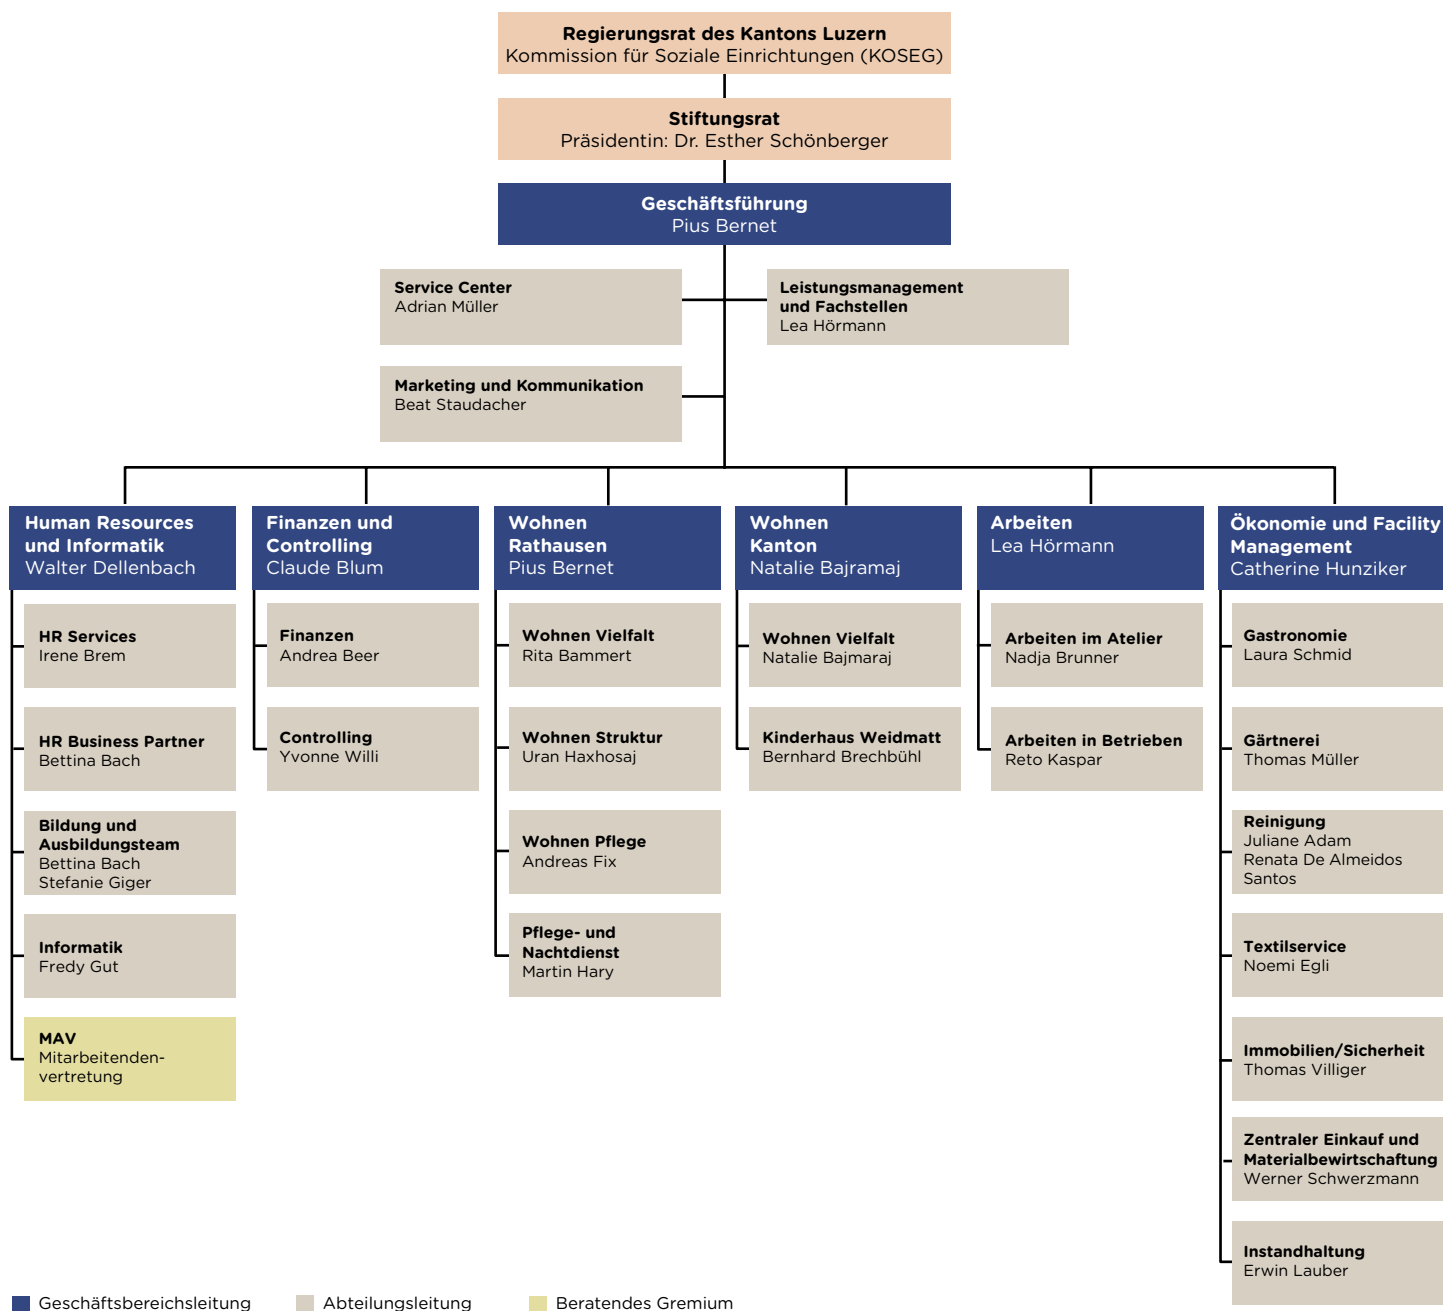 Regierungsrat des Kantons Luzern
Kommission für Soziale Einrichtungen (KOSEG)
Stiftungsrat
Präsidentin: Dr. Esther Schönberger
Geschäftsführung
Pius Bernet
Service Center
Adrian Müller
Leistungsmanagement
und Fachstellen
Lea Hörmann
Marketing und Kommunikation
Beat Staudacher
Human Resources
und Informatik
Walter Dellenbach
HR Services
Irene Brem
HR Business Partner
Bettina Bach
Bildung und
Ausbildungsteam
Bettina Bach
Stefanie Giger
Informatik
Fredy Gut
MAV
Mitarbeitenden-
vertretung
Finanzen und
Controlling
Claude Blum
Finanzen
Andrea Beer
Controlling
Yvonne Willi
Wohnen
Rathausen
Pius Bernet
Wohnen Vielfalt
Rita Bammert
Wohnen Struktur
Uran Haxhosaj
Wohnen Pflege
Andreas Fix
Pflege- und
Nachtdienst
Martin Hary
Wohnen
Kanton
Natalie Bajramaj
Wohnen Vielfalt
Natalie Bajmaraj
Kinderhaus Weidmatt
Bernhard Brechbühl
Arbeiten
Lea Hörmann
Arbeiten im Atelier
Nadja Brunner
Arbeiten in Betrieben
Reto Kaspar
Ökonomie und Facility
Management
Catherine Hunziker
Gastronomie
Laura Schmid
Gärtnerei
Thomas Müller
Reinigung
Juliane Adam
Renata De Almeidos
Santos
Textilservice
Noemi Egli
Immobilien/Sicherheit
Thomas Villiger
Zentraler Einkauf und
Materialbewirtschaftung
Werner Schwerzmann
Instandhaltung
Erwin Lauber
Geschäftsbereichsleitung
Abteilungsleitung
Beratendes Gremium